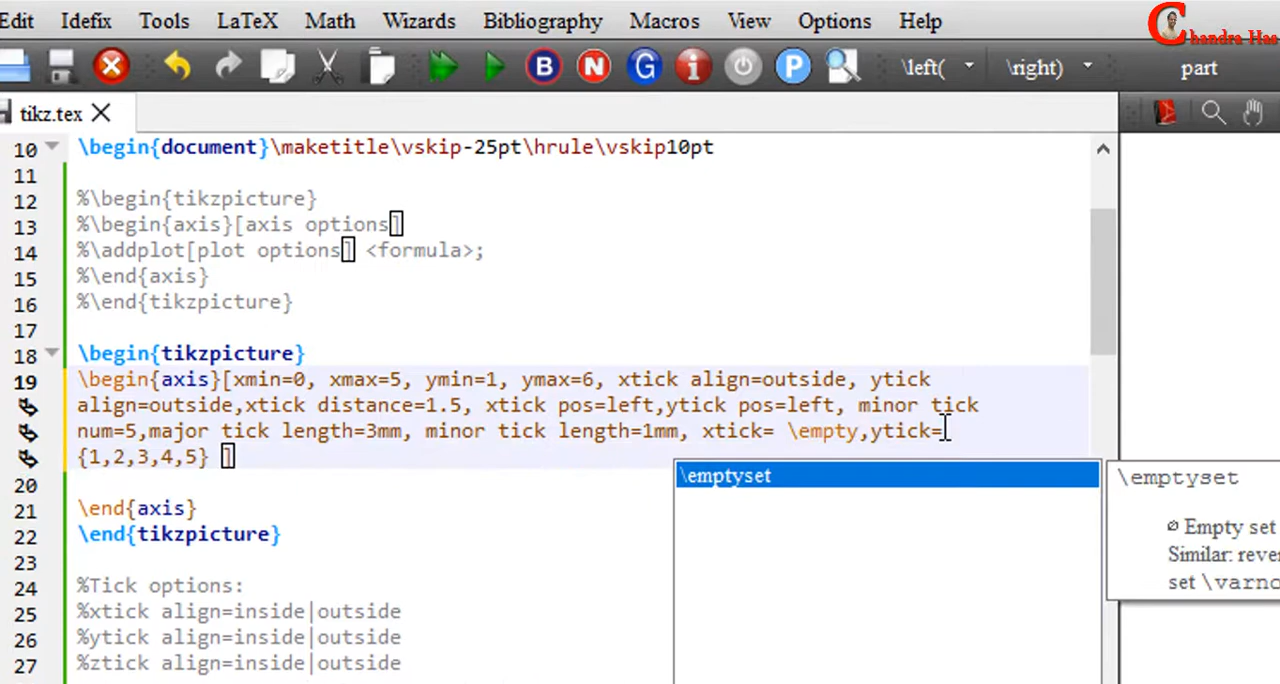 Edit Idefix Tools LaTeX Math Wizards Bibliography Macros View Options Help
Chandra Haa
B N G i P \left( \right) part
tikz.tex
10 \begin{document}\maketitle\vskip-25pt\hrule\vskip10pt
11
12 %\begin{tikzpicture}
13 %\begin{axis}[axis options]
14 %\addplot[plot options] <formula>;
15 %\end{axis}
16 %\end{tikzpicture}
17
18 \begin{tikzpicture}
19 \begin{axis}[xmin=0, xmax=5, ymin=1, ymax=6, xtick align=outside, ytick
align=outside,xtick distance=1.5, xtick pos=left,ytick pos=left, minor tick
num=5,major tick length=3mm, minor tick length=1mm, xtick= \empty,ytick=
{1,2,3,4,5} ]
\emptyset
\emptyset
Empty set
Similar: reve
set \varno
20
21 \end{axis}
22 \end{tikzpicture}
23
24 %Tick options:
25 %xtick align=inside|outside
26 %ytick align=inside|outside
27 %ztick align=inside|outside